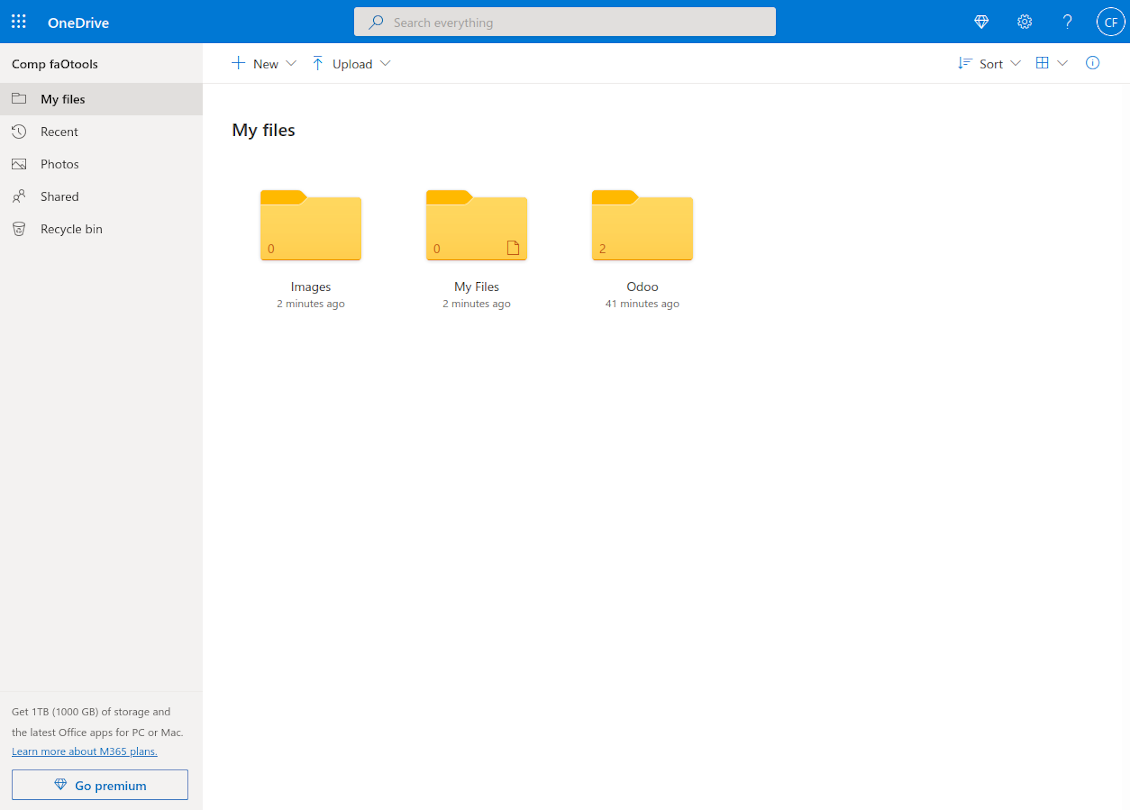 OneDrive
Search everything
CF
Comp faOtools
New
Upload
Sort
My files
Recent
Photos
Shared
Recycle bin
My files
0
0
2
Images
My Files
Odoo
2 minutes ago
2 minutes ago
41 minutes ago
Get 1TB (1000 GB) of storage and
the latest Office apps for PC or Mac.
Learn more about M365 plans.
Go premium